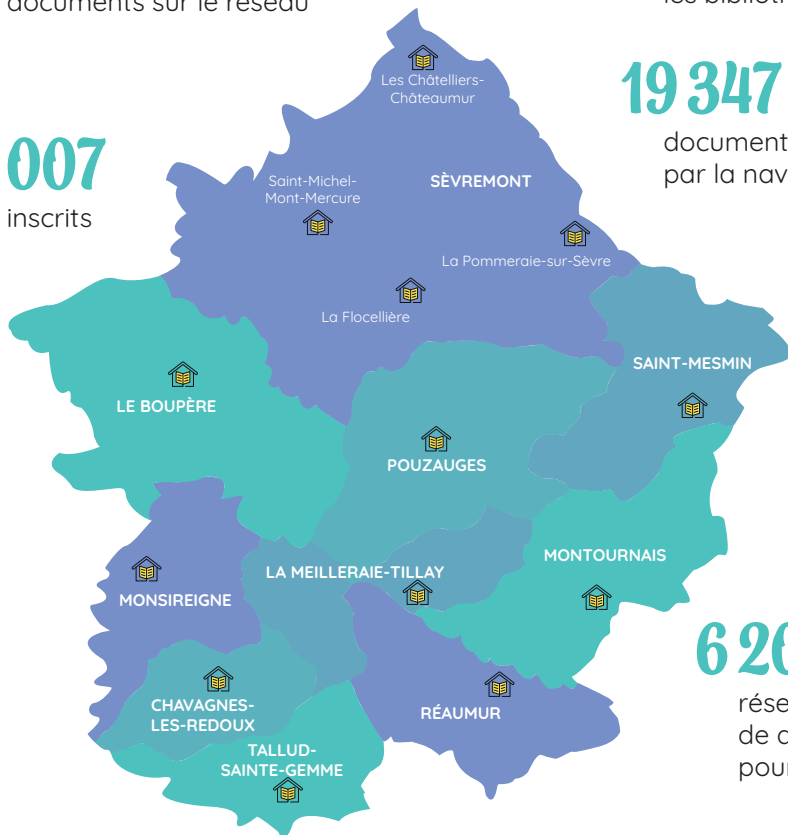 documents sur le réseau
Les Châtelliers-
Châteaumur
19 347
007
inscrits
document
par la nav
Saint-Michel-
Mont-Mercure
SÈVREMONT
La Pommeraie-sur-Sèvre
La Flocellière
SAINT-MESMIN
LE BOUPÈRE
POUZAUGES
MONTOURNAIS
LA MEILLERAIE-TILLAY
MONSIREIGNE
CHAVAGNES-
LES-REDOUX
RÉAUMUR
TALLUD-
SAINTE-GEMME
6 26
rése
de
pour